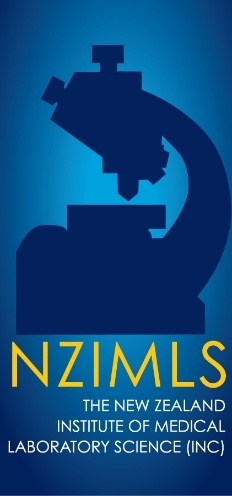 NZIMLS
THE NEW ZEALAND
INSTITUTE OF MEDICAL
LABORATORY SCIENCE (INC)